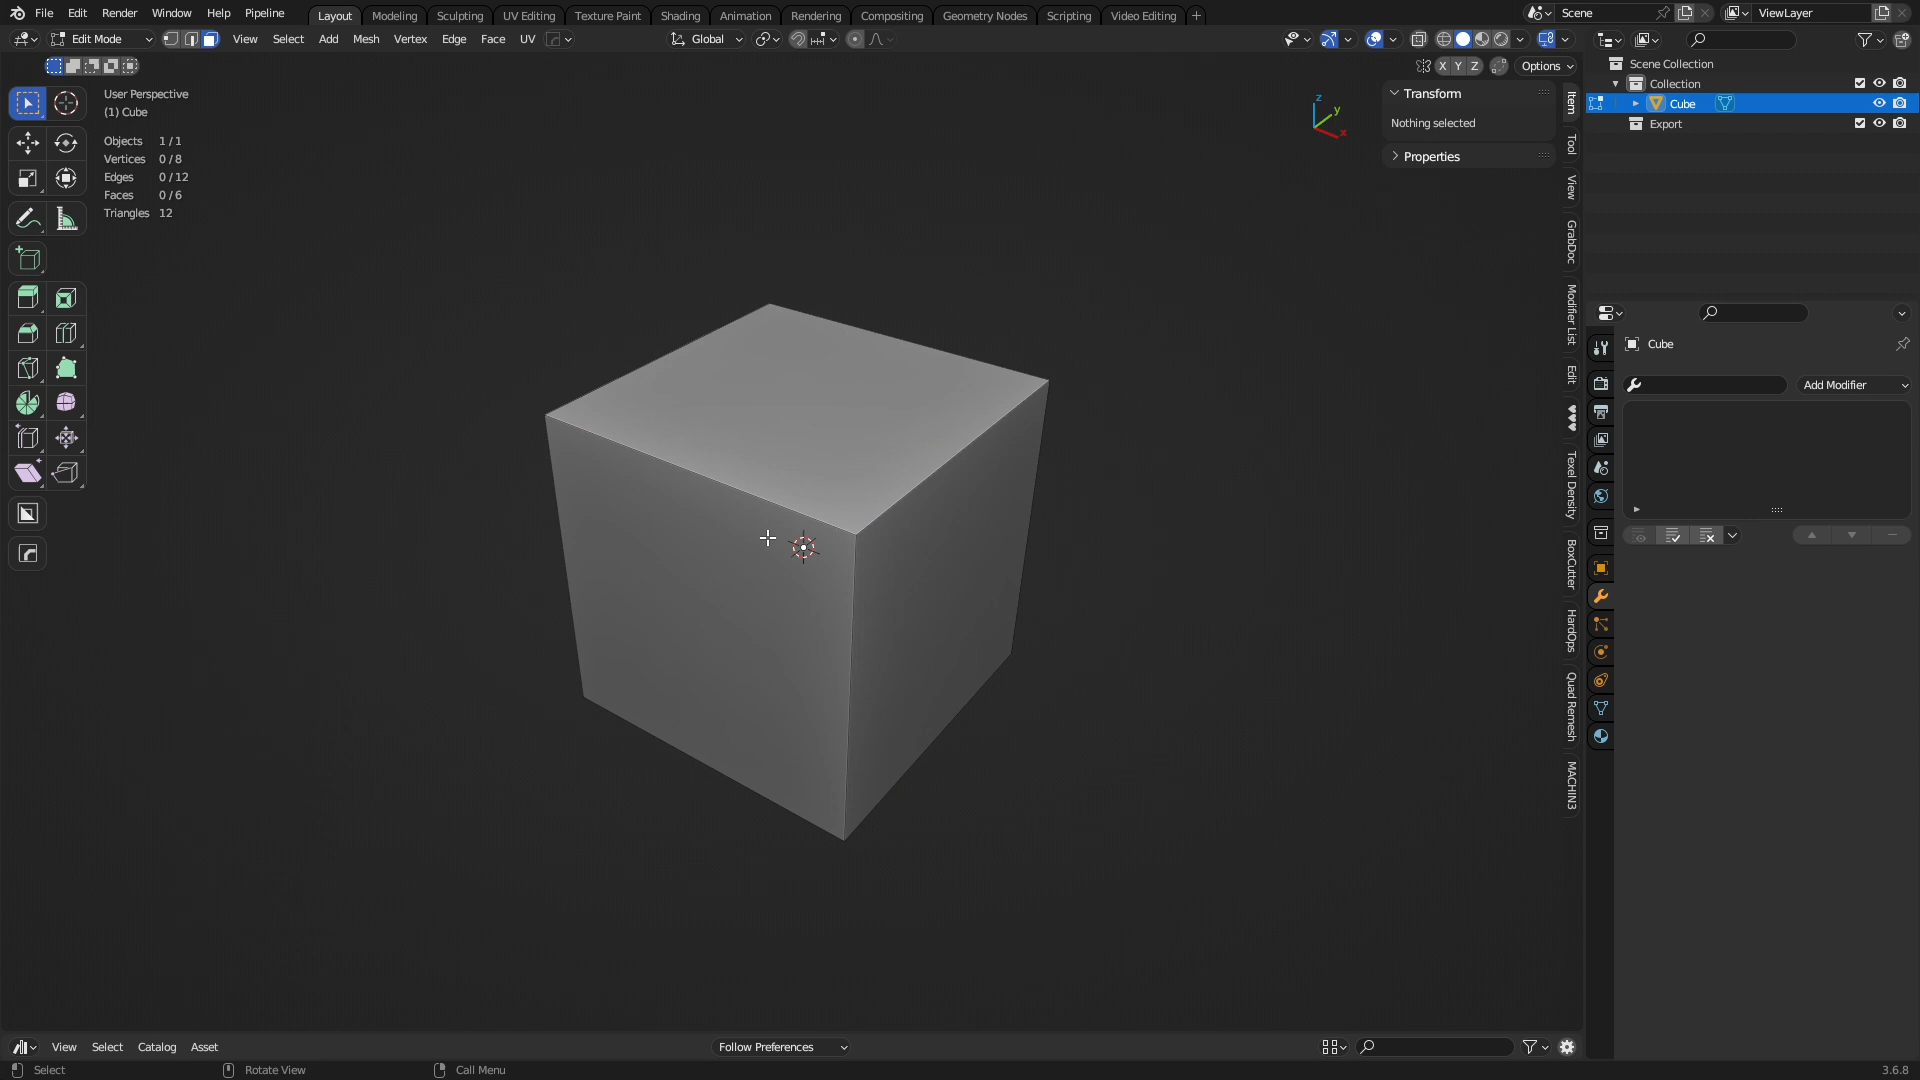 File Edit Render Window Help Pipeline Layout Modeling Sculpting UV Editing Texture Paint Shading Animation Rendering Compositing Geometry Nodes Scripting Video Editing + Scene ViewLayer
Edit Mode View Select Add Mesh Vertex Edge Face UV Global
X Y Z Options
User Perspective
(1) Cube
Objects 1 / 1
Vertices 0 / 8
Edges 0 / 12
Faces 0 / 6
Triangles 12
z
y
x
Transform
Nothing selected
Properties
Item
Tool
View
GrabDoc
Modifier List
Edit
Texel Density
BoxCutter
HardOps
Quad Remesh
MACHIN3
Scene Collection
Collection
Cube
Export
Cube
Add Modifier
View Select Catalog Asset Follow Preferences
Select Rotate View Call Menu 3.6.8